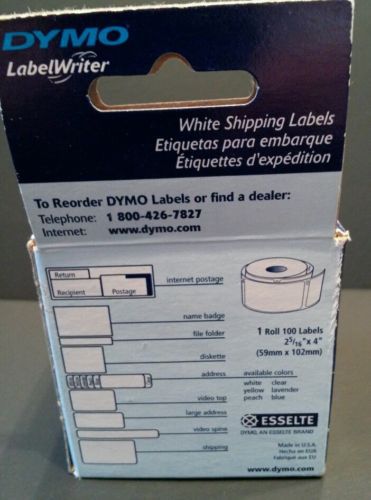 DYMO
LabelWriter
White Shipping Labels
Etiquetas para embarque
Étiquettes d'expédition
To Reorder DYMO Labels or find a dealer:
Telephone: 1 800-426-7827
Internet: www.dymo.com
Return
Recipient
Postage
internet postage
name badge
file folder
diskette
address
video top
large address
video spine
shipping
1 Roll 100 Labels
2 5/16" x 4"
(59mm x 102mm)
available colors
white clear
yellow lavender
peach blue
ESSELTE
DYMO, AN ESSELTE BRAND
Made in U.S.A.
Hecho en EUA
Fabriqué aux EU
www.dymo.com